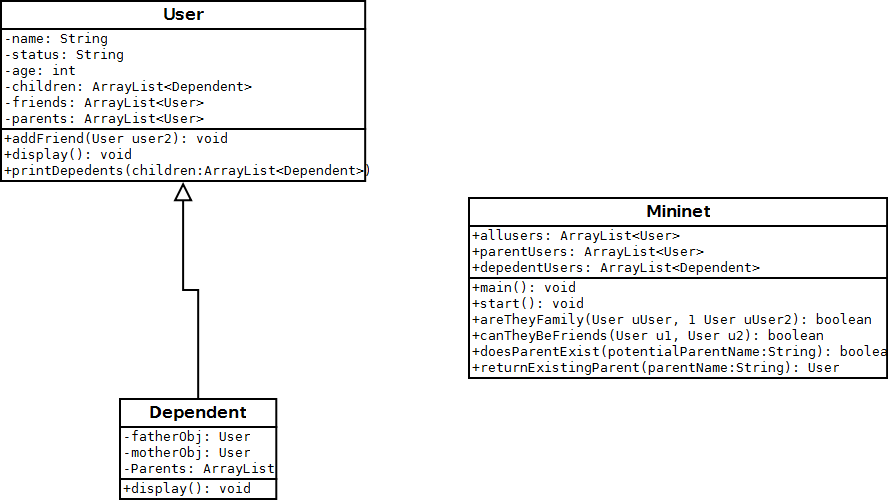 User
-name: String
-status: String
-age: int
-children: ArrayList<Dependent>
-friends: ArrayList<User>
-parents: ArrayList<User>
+addFriend(User user2): void
+display(): void
+printDepedents(children:ArrayList<Dependent>)
Mininet
+allusers: ArrayList<User>
+parentUsers: ArrayList<User>
+depedentUsers: ArrayList<Dependent>
+main(): void
+start(): void
+areTheyFamily(User uUser, 1 User uUser2): boolean
+canTheyBeFriends(User u1, User u2): boolean
+doesParentExist(potentialParentName:String): boolea
+returnExistingParent(parentName:String): User
Dependent
-fatherObj: User
-motherObj: User
-Parents: ArrayList
+display(): void